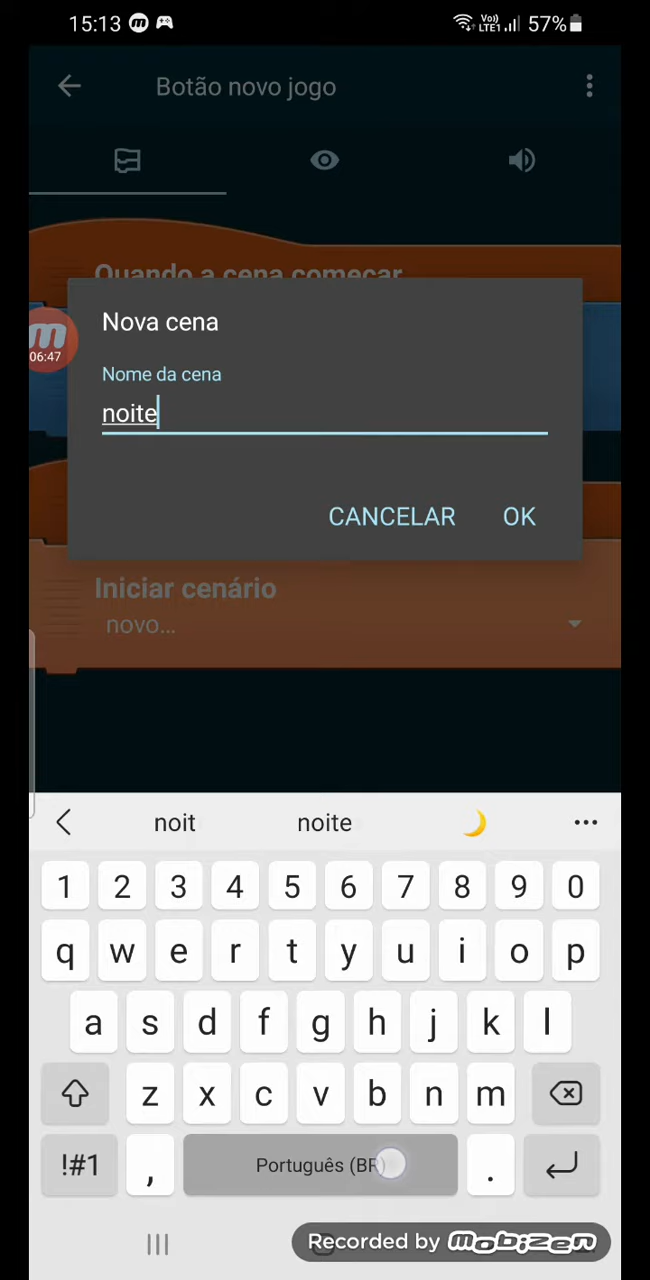 15:13 Vo)) LTE1 57%
Botão novo jogo
Quando a cena começar
Nova cena
06:47
Nome da cena
noite
CANCELAR OK
Iniciar cenário
novo...
noit noite
1 2 3 4 5 6 7 8 9 0
q w e r t y u i o p
a s d f g h j k l
z x c v b n m
!#1 , Português (BR) .
Recorded by mobizen